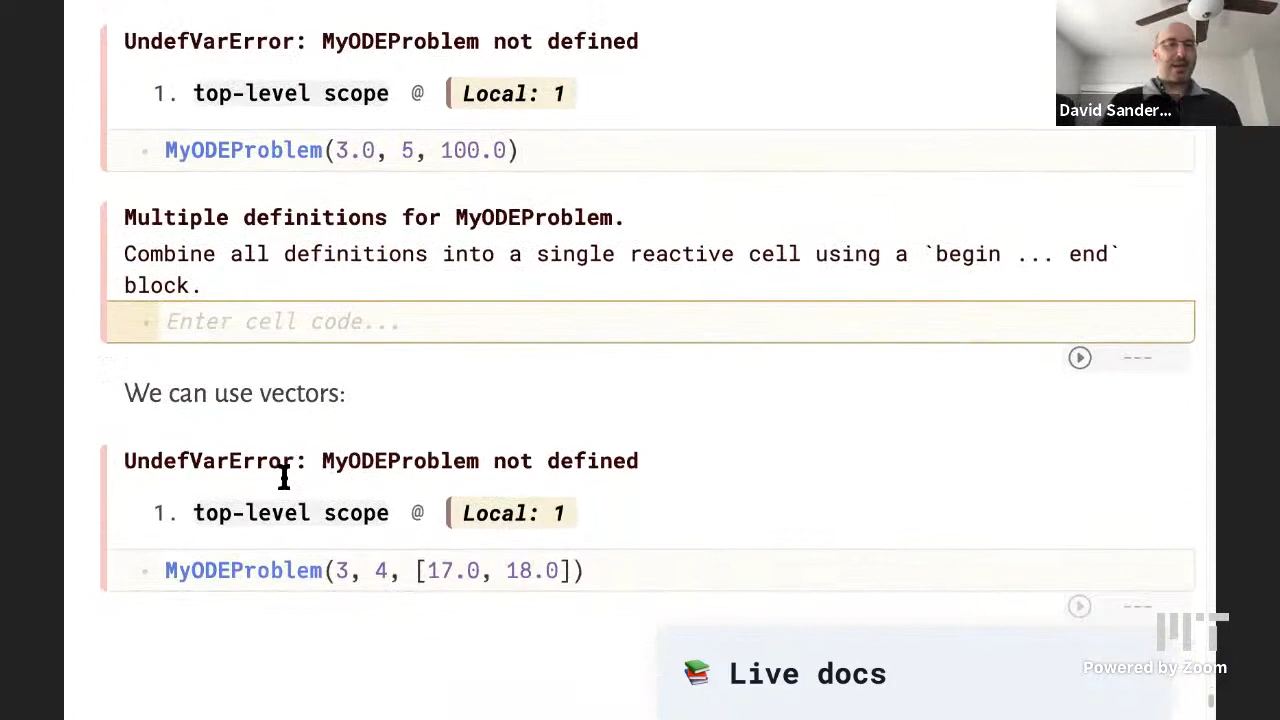 UndefVarError: MyODEProblem not defined
1. top-level scope @ Local: 1
David Sander...
MyODEProblem(3.0, 5, 100.0)
Multiple definitions for MyODEProblem.
Combine all definitions into a single reactive cell using a `begin ... end`
block.
Enter cell code...
---
We can use vectors:
UndefVarError: MyODEProblem not defined
1. top-level scope @ Local: 1
MyODEProblem(3, 4, [17.0, 18.0])
---
MIT
Powered by Zoom
Live docs